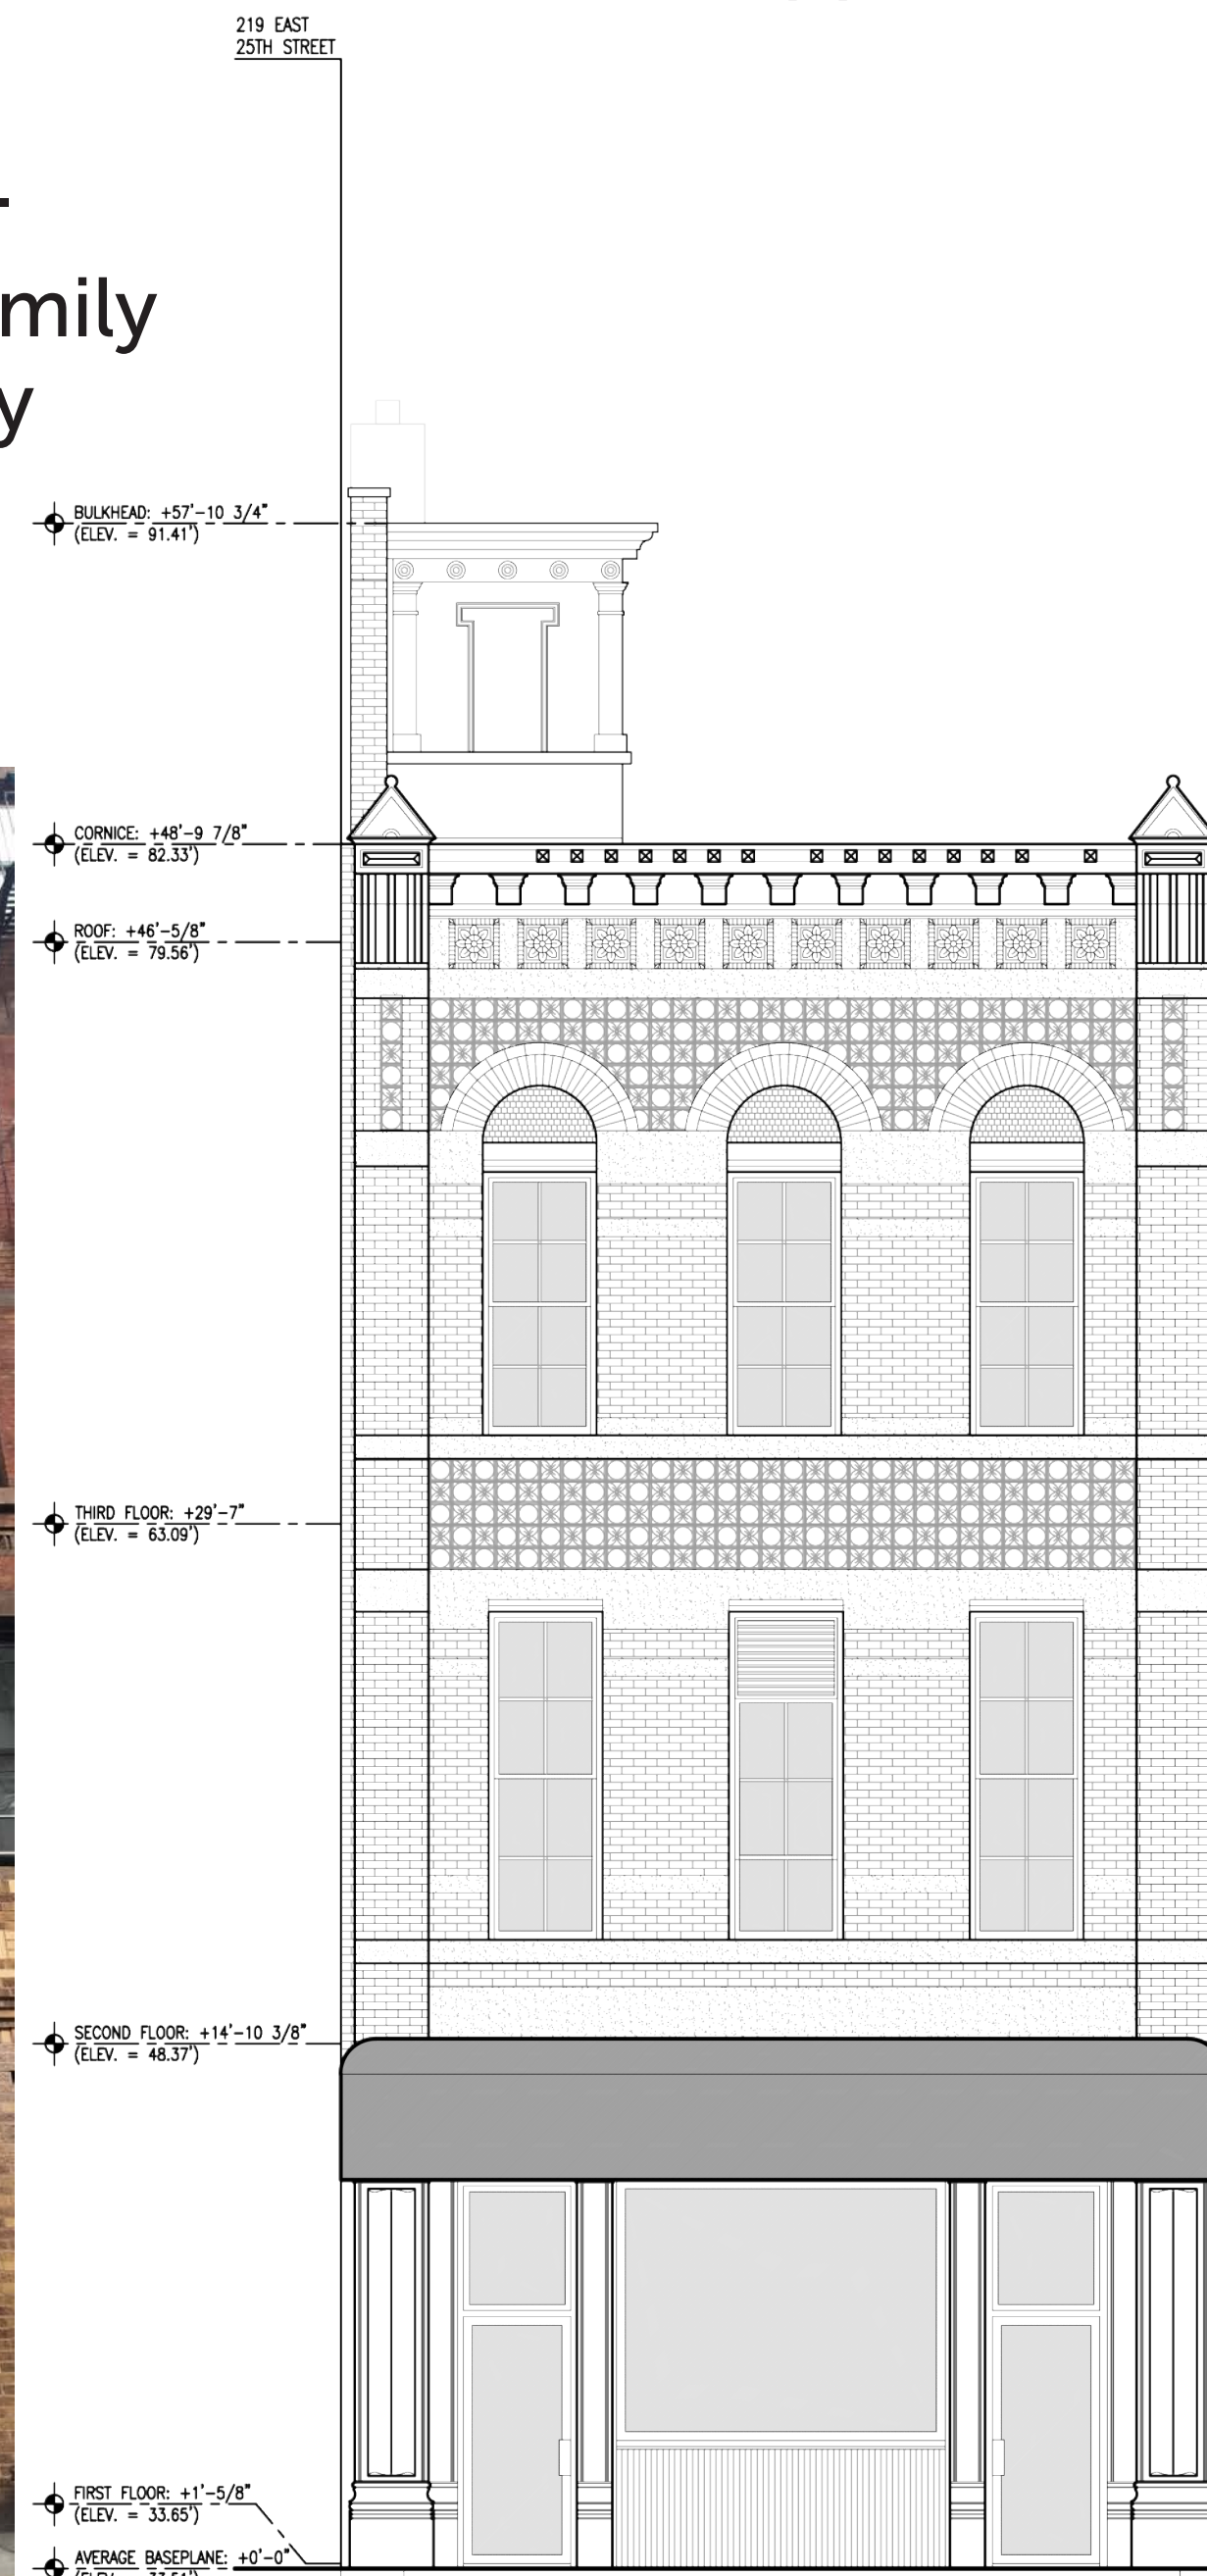 219 EAST
25TH STREET
mily
y
BULKHEAD: +57'-10 3/4"
(ELEV. = 91.41')
CORNICE: +48'-9 7/8"
(ELEV. = 82.33')
ROOF: +46'-5/8"
(ELEV. = 79.56')
THIRD FLOOR: +29'-7"
(ELEV. = 63.09')
SECOND FLOOR: +14'-10 3/8"
(ELEV. = 48.37')
FIRST FLOOR: +1'-5/8"
(ELEV. = 33.65')
AVERAGE BASEPLANE: +0'-0"